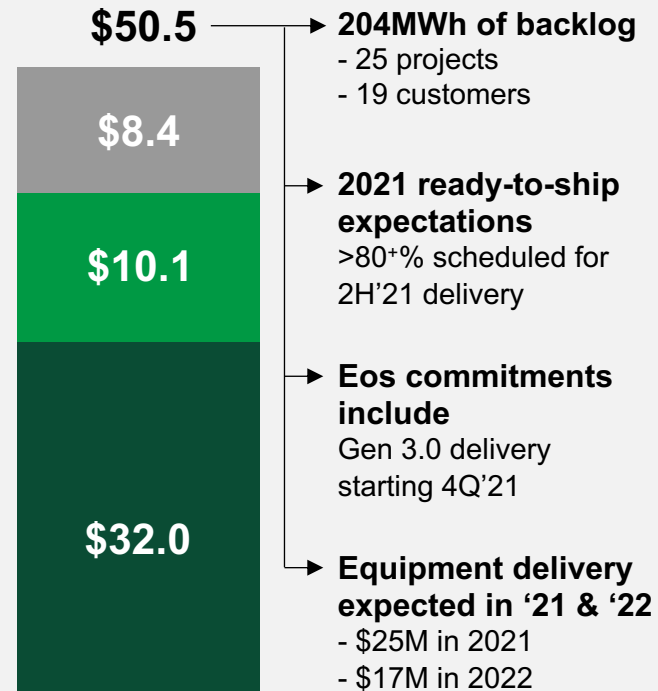 $50.5
204MWh of backlog
- 25 projects
- 19 customers
$8.4
2021 ready-to-ship
expectations
>80⁺% scheduled for
2H’21 delivery
$10.1
Eos commitments
include
Gen 3.0 delivery
starting 4Q’21
$32.0
Equipment delivery
expected in ‘21 & ‘22
- $25M in 2021
- $17M in 2022